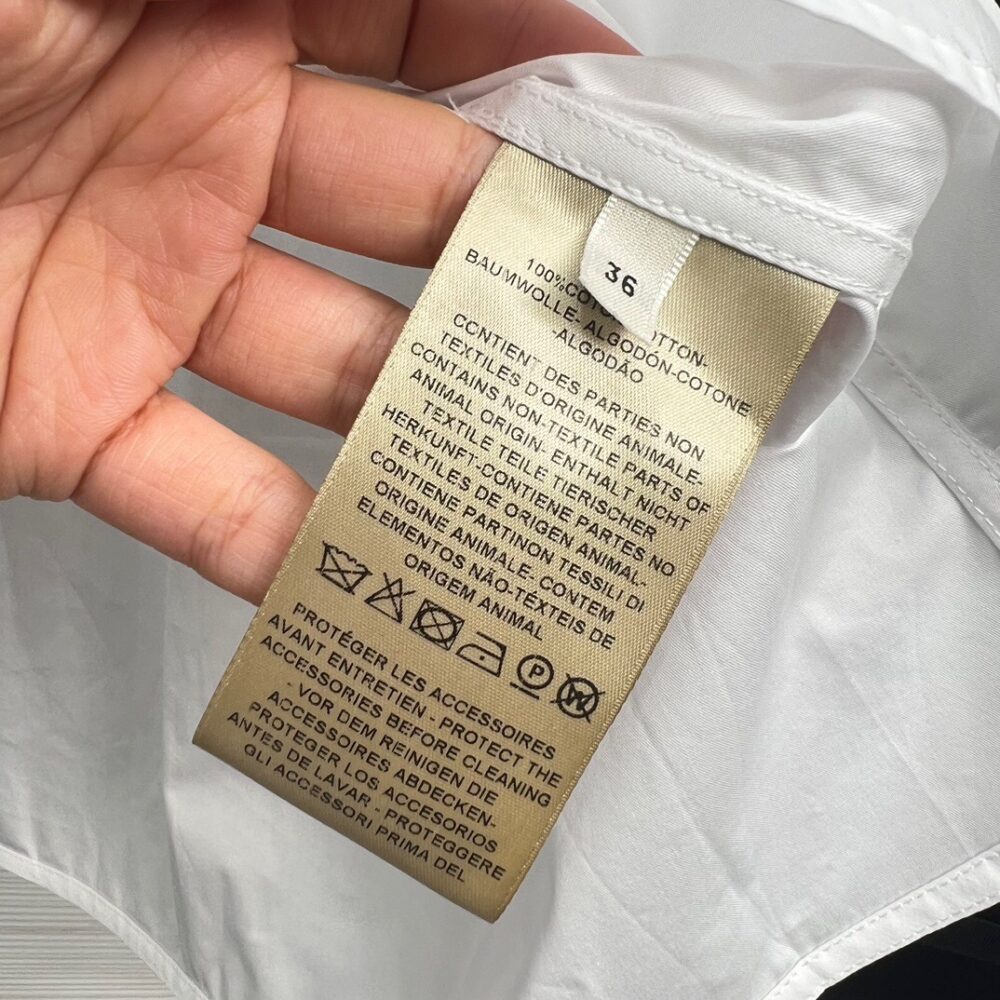 36
100%COTON-COTTON-
BAUMWOLLE- ALGODÓN-COTONE
-ALGODÃO
CONTIENT DES PARTIES NON
TEXTILES D'ORIGINE ANIMALE.
CONTAINS NON-TEXTILE PARTS OF
ANIMAL ORIGIN- ENTHALT NICHT
TEXTILE TEILE TIERISCHER
HERKUNFT-CONTIENE PARTES NO
TEXTILES DE ORIGEN ANIMAL-
CONTIENE PARTINON TESSILI DI
ORIGINE ANIMALE- CONTEM
ELEMENTOS NÃO-TÉXTEIS DE
ORIGEM ANIMAL
P
W
PROTÉGER LES ACCESSOIRES
AVANT ENTRETIEN - PROTECT THE
ACCESSORIES BEFORE CLEANING
- VOR DEM REINIGEN DIE
ACCESSOIRES ABDECKEN-
PROTEGER LOS ACCESORIOS
ANTES DE LAVAR - PROTEGGERE
GLI ACCESSORI PRIMA DEL